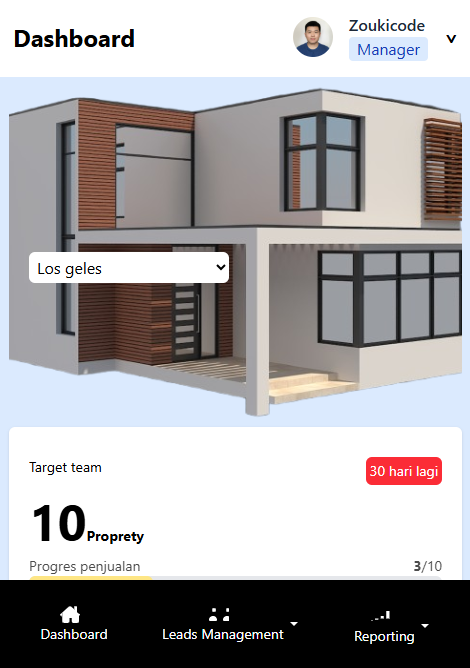 Dashboard
Zoukicode
Manager
Los geles
Target team
30 hari lagi
10 Proprety
Progres penjualan
3/10
Dashboard
Leads Management
Reporting